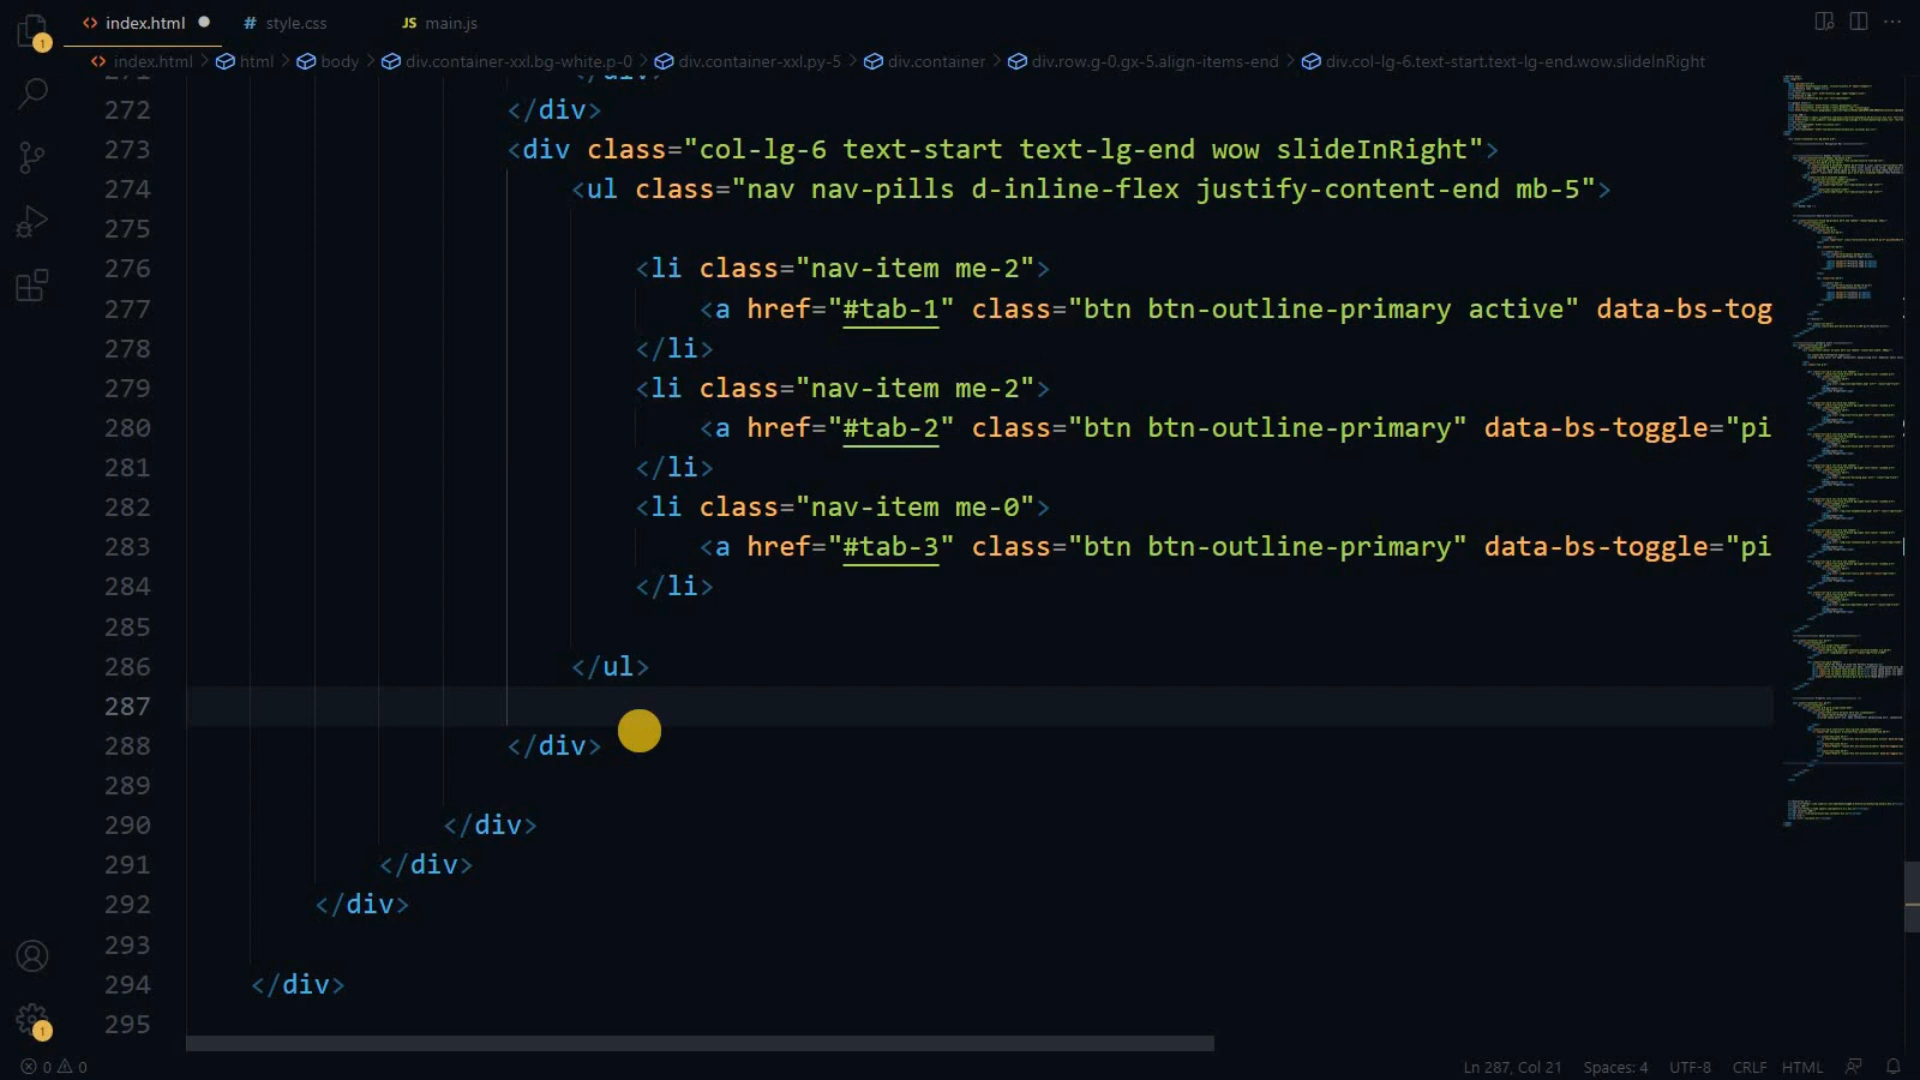 index.html
style.css
JS main.js
index.html > html > body > div.container-xxl.bg-white.p-0 > div.container-xxl.py-5 > div.container > div.row.g-0.gx-5.align-items-end > div.col-lg-6.text-start.text-lg-end.wow.slideInRight
271 </div>
272 </div>
273 <div class="col-lg-6 text-start text-lg-end wow slideInRight">
274 <ul class="nav nav-pills d-inline-flex justify-content-end mb-5">
275
276 <li class="nav-item me-2">
277 <a href="#tab-1" class="btn btn-outline-primary active" data-bs-tog
278 </li>
279 <li class="nav-item me-2">
280 <a href="#tab-2" class="btn btn-outline-primary" data-bs-toggle="pi
281 </li>
282 <li class="nav-item me-0">
283 <a href="#tab-3" class="btn btn-outline-primary" data-bs-toggle="pi
284 </li>
285
286 </ul>
287
288 </div>
289
290 </div>
291 </div>
292 </div>
293
294 </div>
295
1
1
0 0
Ln 287, Col 21 Spaces: 4 UTF-8 CRLF HTML